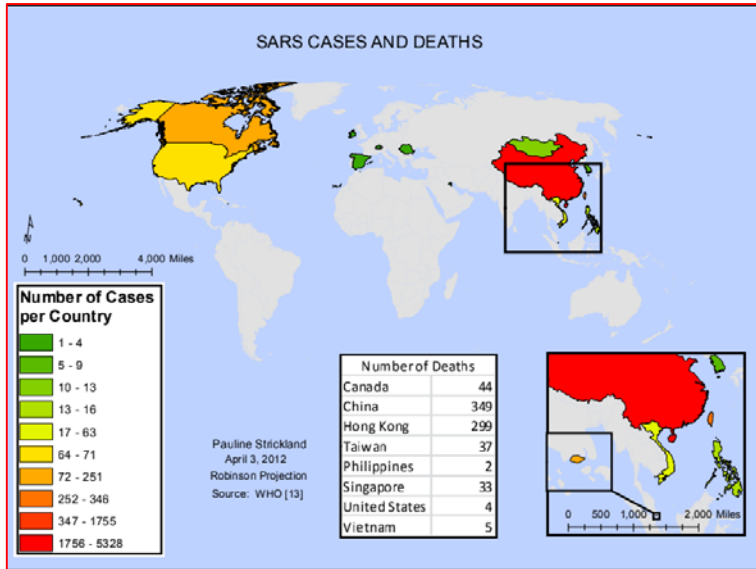 SARS CASES AND DEATHS
0 1,000 2,000 4,000 Miles
Number of Cases
per Country
1 - 4
5 - 9
10 - 13
13 - 16
17 - 63
64 - 71
72 - 251
252 - 346
347 - 1755
1756 - 5328
Pauline Strickland
April 3, 2012
Robinson Projection
Source: WHO [13]
Number of Deaths
Canada 44
China 349
Hong Kong 299
Taiwan 37
Philippines 2
Singapore 33
United States 4
Vietnam 5
0 500 1,000 2,000 Miles